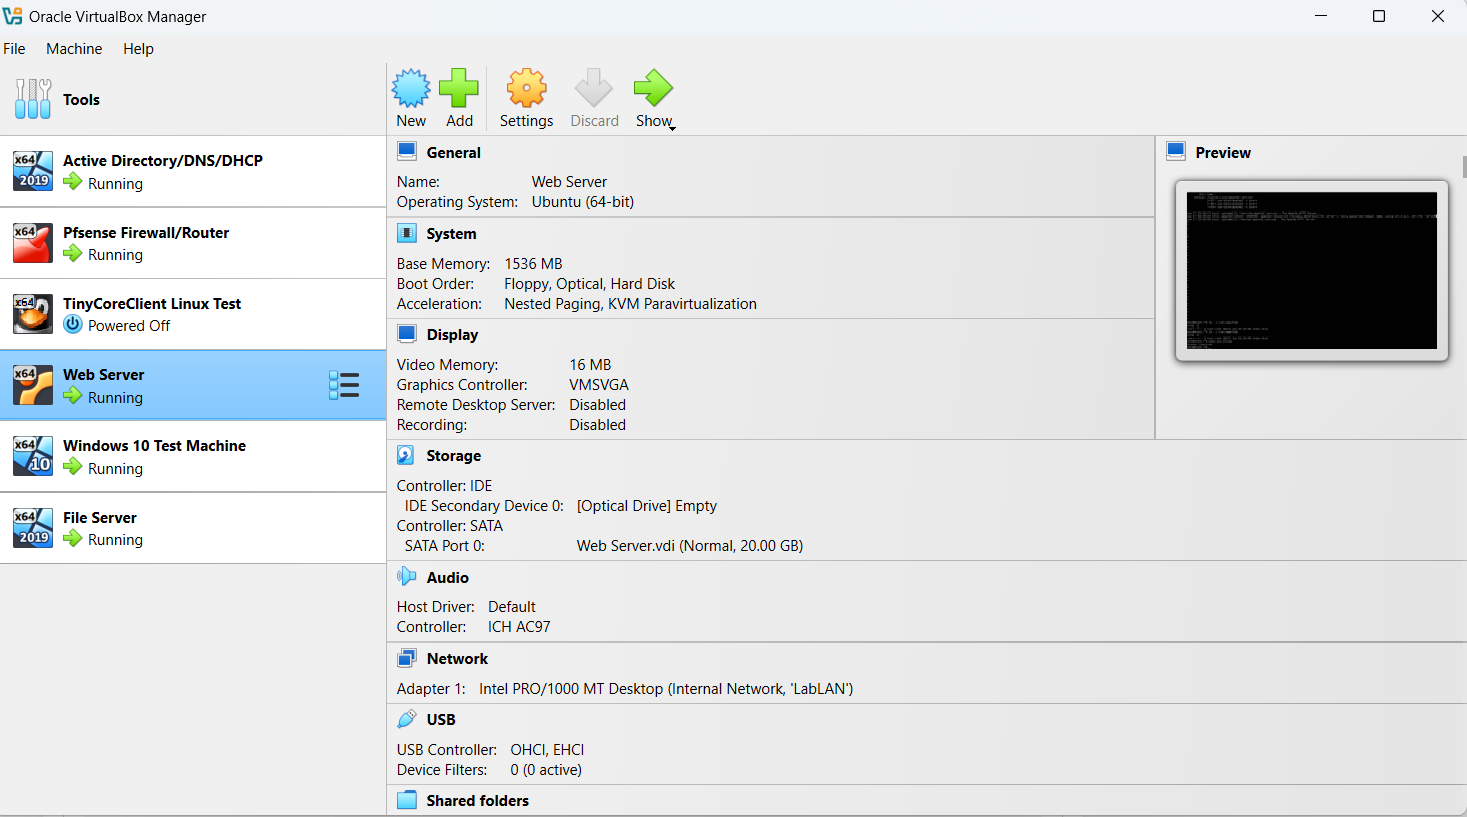 Oracle VirtualBox Manager
File Machine Help
Tools
New Add Settings Discard Show
x64 2019 Active Directory/DNS/DHCP
Running
x64 Pfsense Firewall/Router
Running
x64 TinyCoreClient Linux Test
Powered Off
x64 Web Server
Running
x64 10 Windows 10 Test Machine
Running
x64 2019 File Server
Running
General
Name: Web Server
Operating System: Ubuntu (64-bit)
System
Base Memory: 1536 MB
Boot Order: Floppy, Optical, Hard Disk
Acceleration: Nested Paging, KVM Paravirtualization
Display
Video Memory: 16 MB
Graphics Controller: VMSVGA
Remote Desktop Server: Disabled
Recording: Disabled
Storage
Controller: IDE
IDE Secondary Device 0: [Optical Drive] Empty
Controller: SATA
SATA Port 0: Web Server.vdi (Normal, 20.00 GB)
Audio
Host Driver: Default
Controller: ICH AC97
Network
Adapter 1: Intel PRO/1000 MT Desktop (Internal Network, 'LabLAN')
USB
USB Controller: OHCI, EHCI
Device Filters: 0 (0 active)
Shared folders
Preview